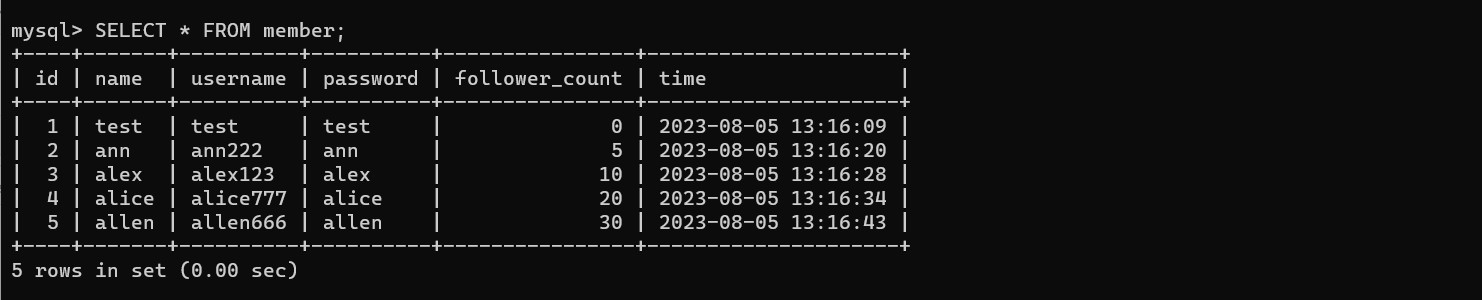 mysql> SELECT * FROM member;
+----+-------+----------+----------+----------------+---------------------+
| id | name  | username | password | follower_count | time                |
+----+-------+----------+----------+----------------+---------------------+
|  1 | test  | test     | test     |              0 | 2023-08-05 13:16:09 |
|  2 | ann   | ann222   | ann      |              5 | 2023-08-05 13:16:20 |
|  3 | alex  | alex123  | alex     |             10 | 2023-08-05 13:16:28 |
|  4 | alice | alice777 | alice    |             20 | 2023-08-05 13:16:34 |
|  5 | allen | allen666 | allen    |             30 | 2023-08-05 13:16:43 |
+----+-------+----------+----------+----------------+---------------------+
5 rows in set (0.00 sec)